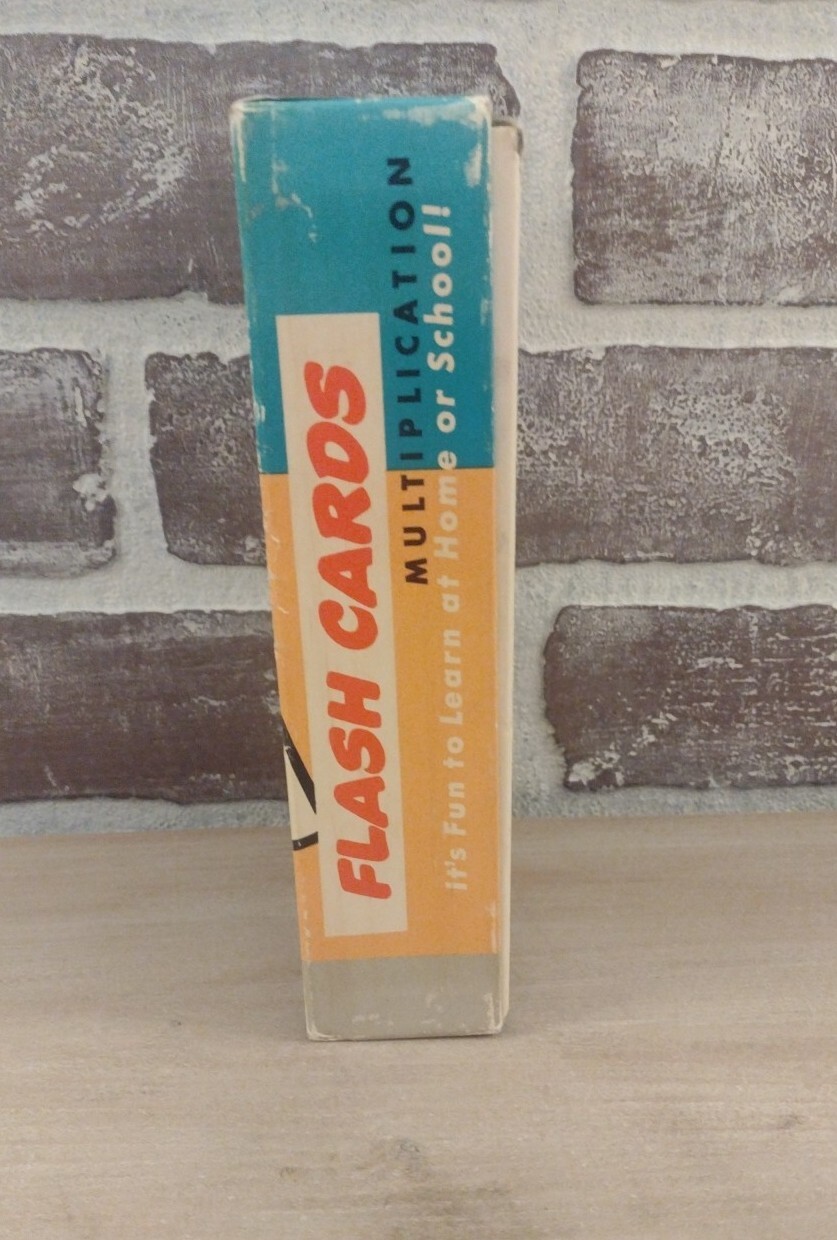 FLASH CARDS
MULTIPLICATION
it's Fun to Learn at Home or School!